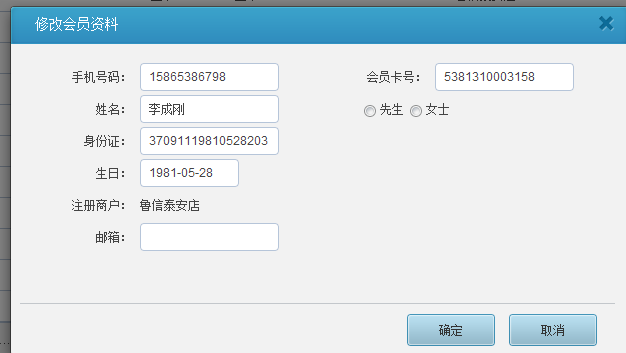 修改会员资料
手机号码： 15865386798 会员卡号： 5381310003158
姓名： 李成刚 先生 女士
身份证： 37091119810528203
生日： 1981-05-28
注册商户： 鲁信泰安店
邮箱：
确定 取消